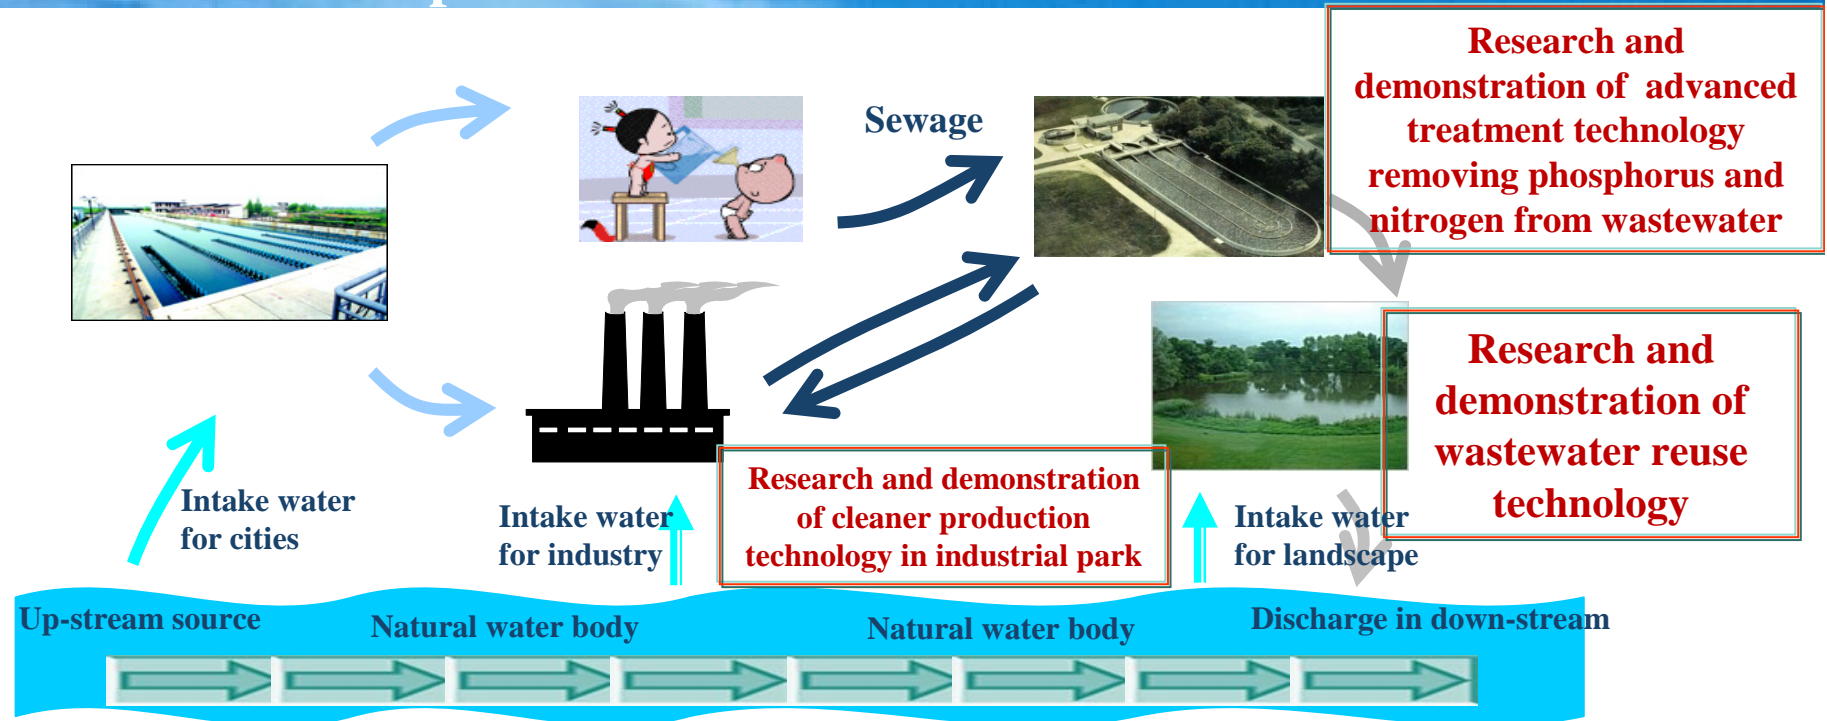 Research and
demonstration of advanced
treatment technology
removing phosphorus and
nitrogen from wastewater
Sewage
Research and
demonstration of
wastewater reuse
technology
Research and demonstration
of cleaner production
technology in industrial park
Intake water
for cities
Intake water
for industry
Intake water
for landscape
Up-stream source
Natural water body
Natural water body
Discharge in down-stream